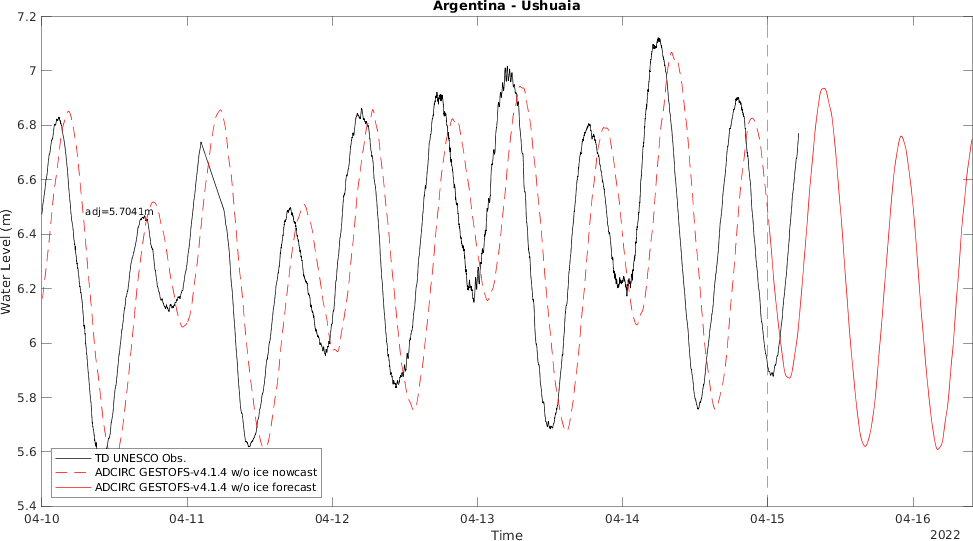 Argentina - Ushuaia
7.2
7
6.8
6.6
6.4
6.2
6
5.8
5.6
5.4
Water Level (m)
adj=5.7041m
TD UNESCO Obs.
ADCIRC GESTOFS-v4.1.4 w/o ice nowcast
ADCIRC GESTOFS-v4.1.4 w/o ice forecast
04-10 04-11 04-12 04-13 04-14 04-15 04-16
Time
2022